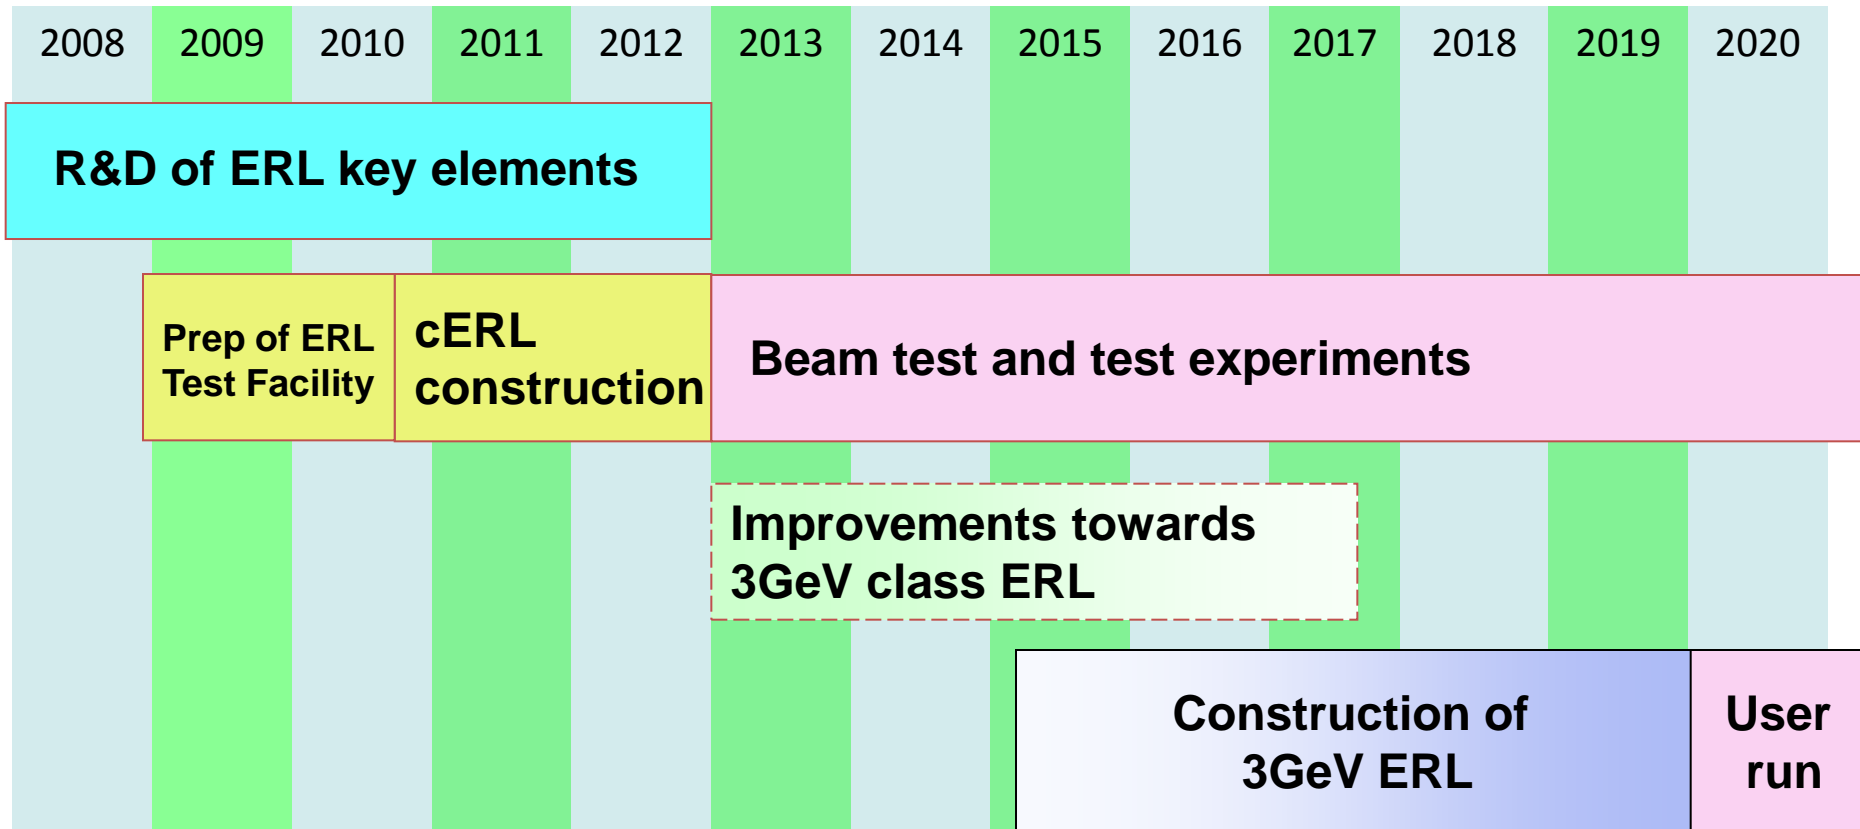 2008 2009 2010 2011 2012 2013 2014 2015 2016 2017 2018 2019 2020
R&D of ERL key elements
Prep of ERL
Test Facility
cERL
construction
Beam test and test experiments
Improvements towards
3GeV class ERL
Construction of
3GeV ERL
User
run